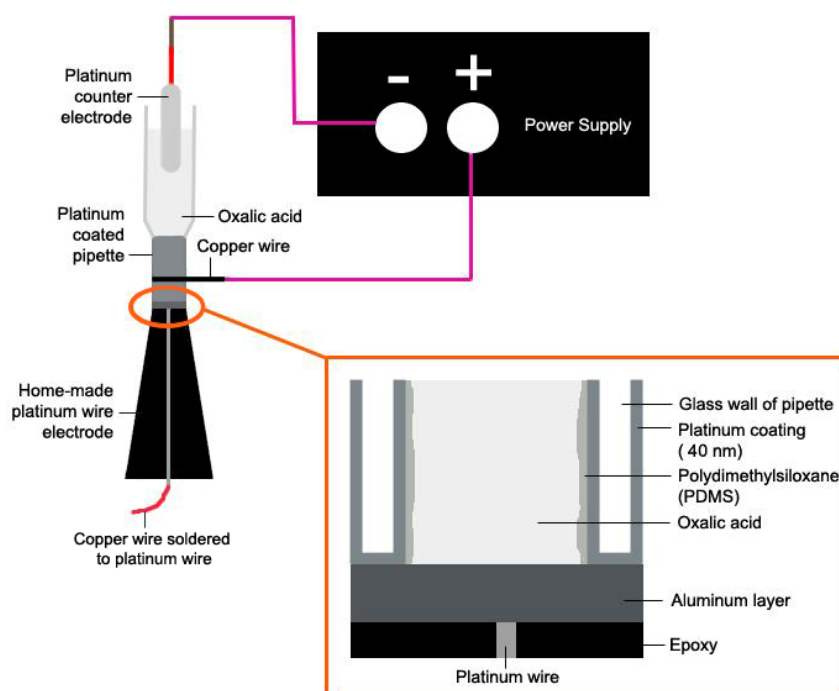 Platinum
counter
electrode
- +
Power Supply
Platinum
coated
pipette
Oxalic acid
Copper wire
Home-made
platinum wire
electrode
Copper wire soldered
to platinum wire
Glass wall of pipette
Platinum coating
( 40 nm)
Polydimethylsiloxane
(PDMS)
Oxalic acid
Aluminum layer
Epoxy
Platinum wire